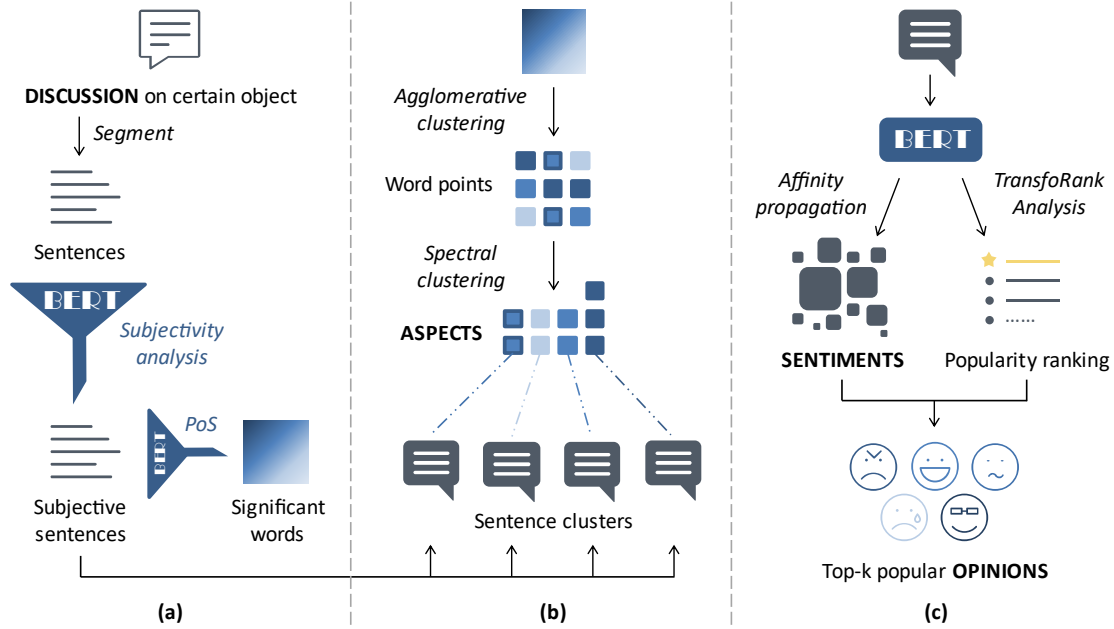 DISCUSSION on certain object
Segment
Sentences
BERT
Subjectivity
analysis
BERT
PoS
Subjective
sentences
Significant
words
(a)
Agglomerative
clustering
Word points
Spectral
clustering
ASPECTS
Sentence clusters
(b)
BERT
Affinity
propagation
TransfoRank
Analysis
......
SENTIMENTS
Popularity ranking
Top-k popular OPINIONS
(c)